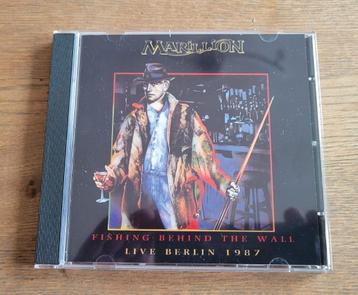 MARILLION
FISHING BEHIND THE WALL
LIVE BERLIN 1987